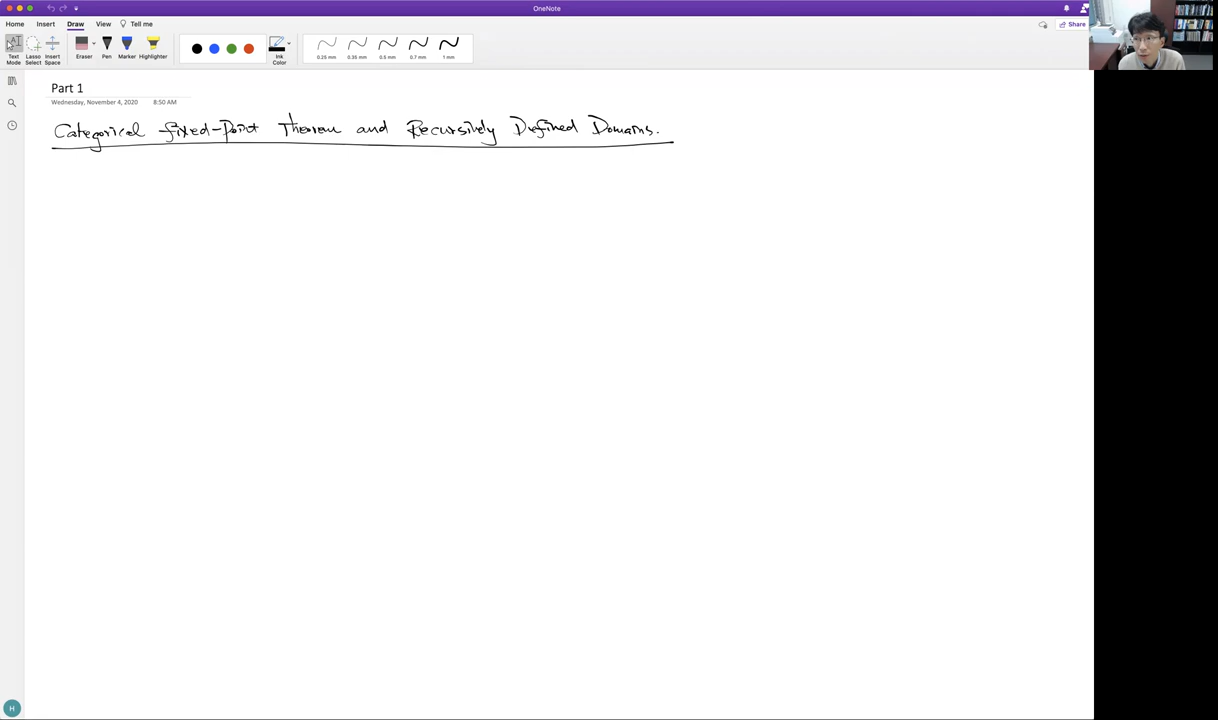 OneNote
Home Insert Draw View Tell me
Share
Text Mode
Lasso Select
Insert Space
Eraser
Pen
Marker
Highlighter
Ink Color
0.25 mm
0.35 mm
0.5 mm
0.7 mm
1 mm
Part 1
Wednesday, November 4, 2020 8:50 AM
Categorical fixed-point Theorem and Recursively Defined Domains.
H